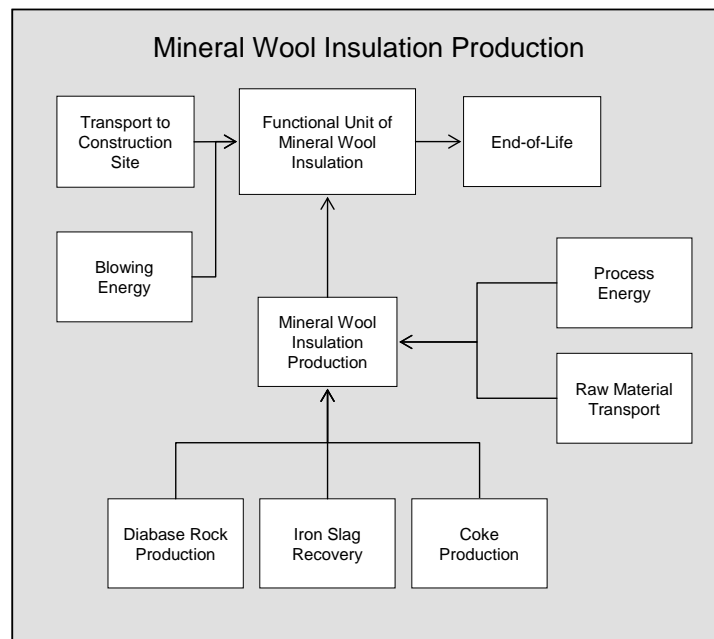 Mineral Wool Insulation Production
Transport to
Construction
Site
Functional Unit of
Mineral Wool
Insulation
End-of-Life
Blowing
Energy
Process
Energy
Mineral Wool
Insulation
Production
Raw Material
Transport
Diabase Rock
Production
Iron Slag
Recovery
Coke
Production